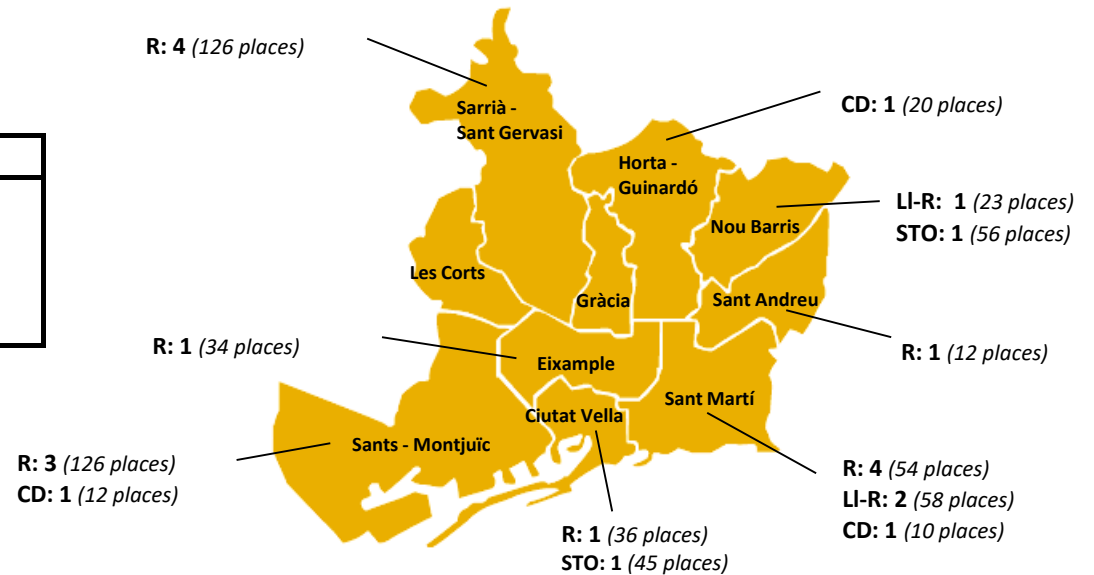 R: 4 (126 places)
Sarrià -
Sant Gervasi
CD: 1 (20 places)
Horta -
Guinardó
Ll-R: 1 (23 places)
STO: 1 (56 places)
Nou Barris
Les Corts
Gràcia
Sant Andreu
R: 1 (34 places)
R: 1 (12 places)
Eixample
Sant Martí
Ciutat Vella
Sants - Montjuïc
R: 3 (126 places)
CD: 1 (12 places)
R: 4 (54 places)
Ll-R: 2 (58 places)
CD: 1 (10 places)
R: 1 (36 places)
STO: 1 (45 places)